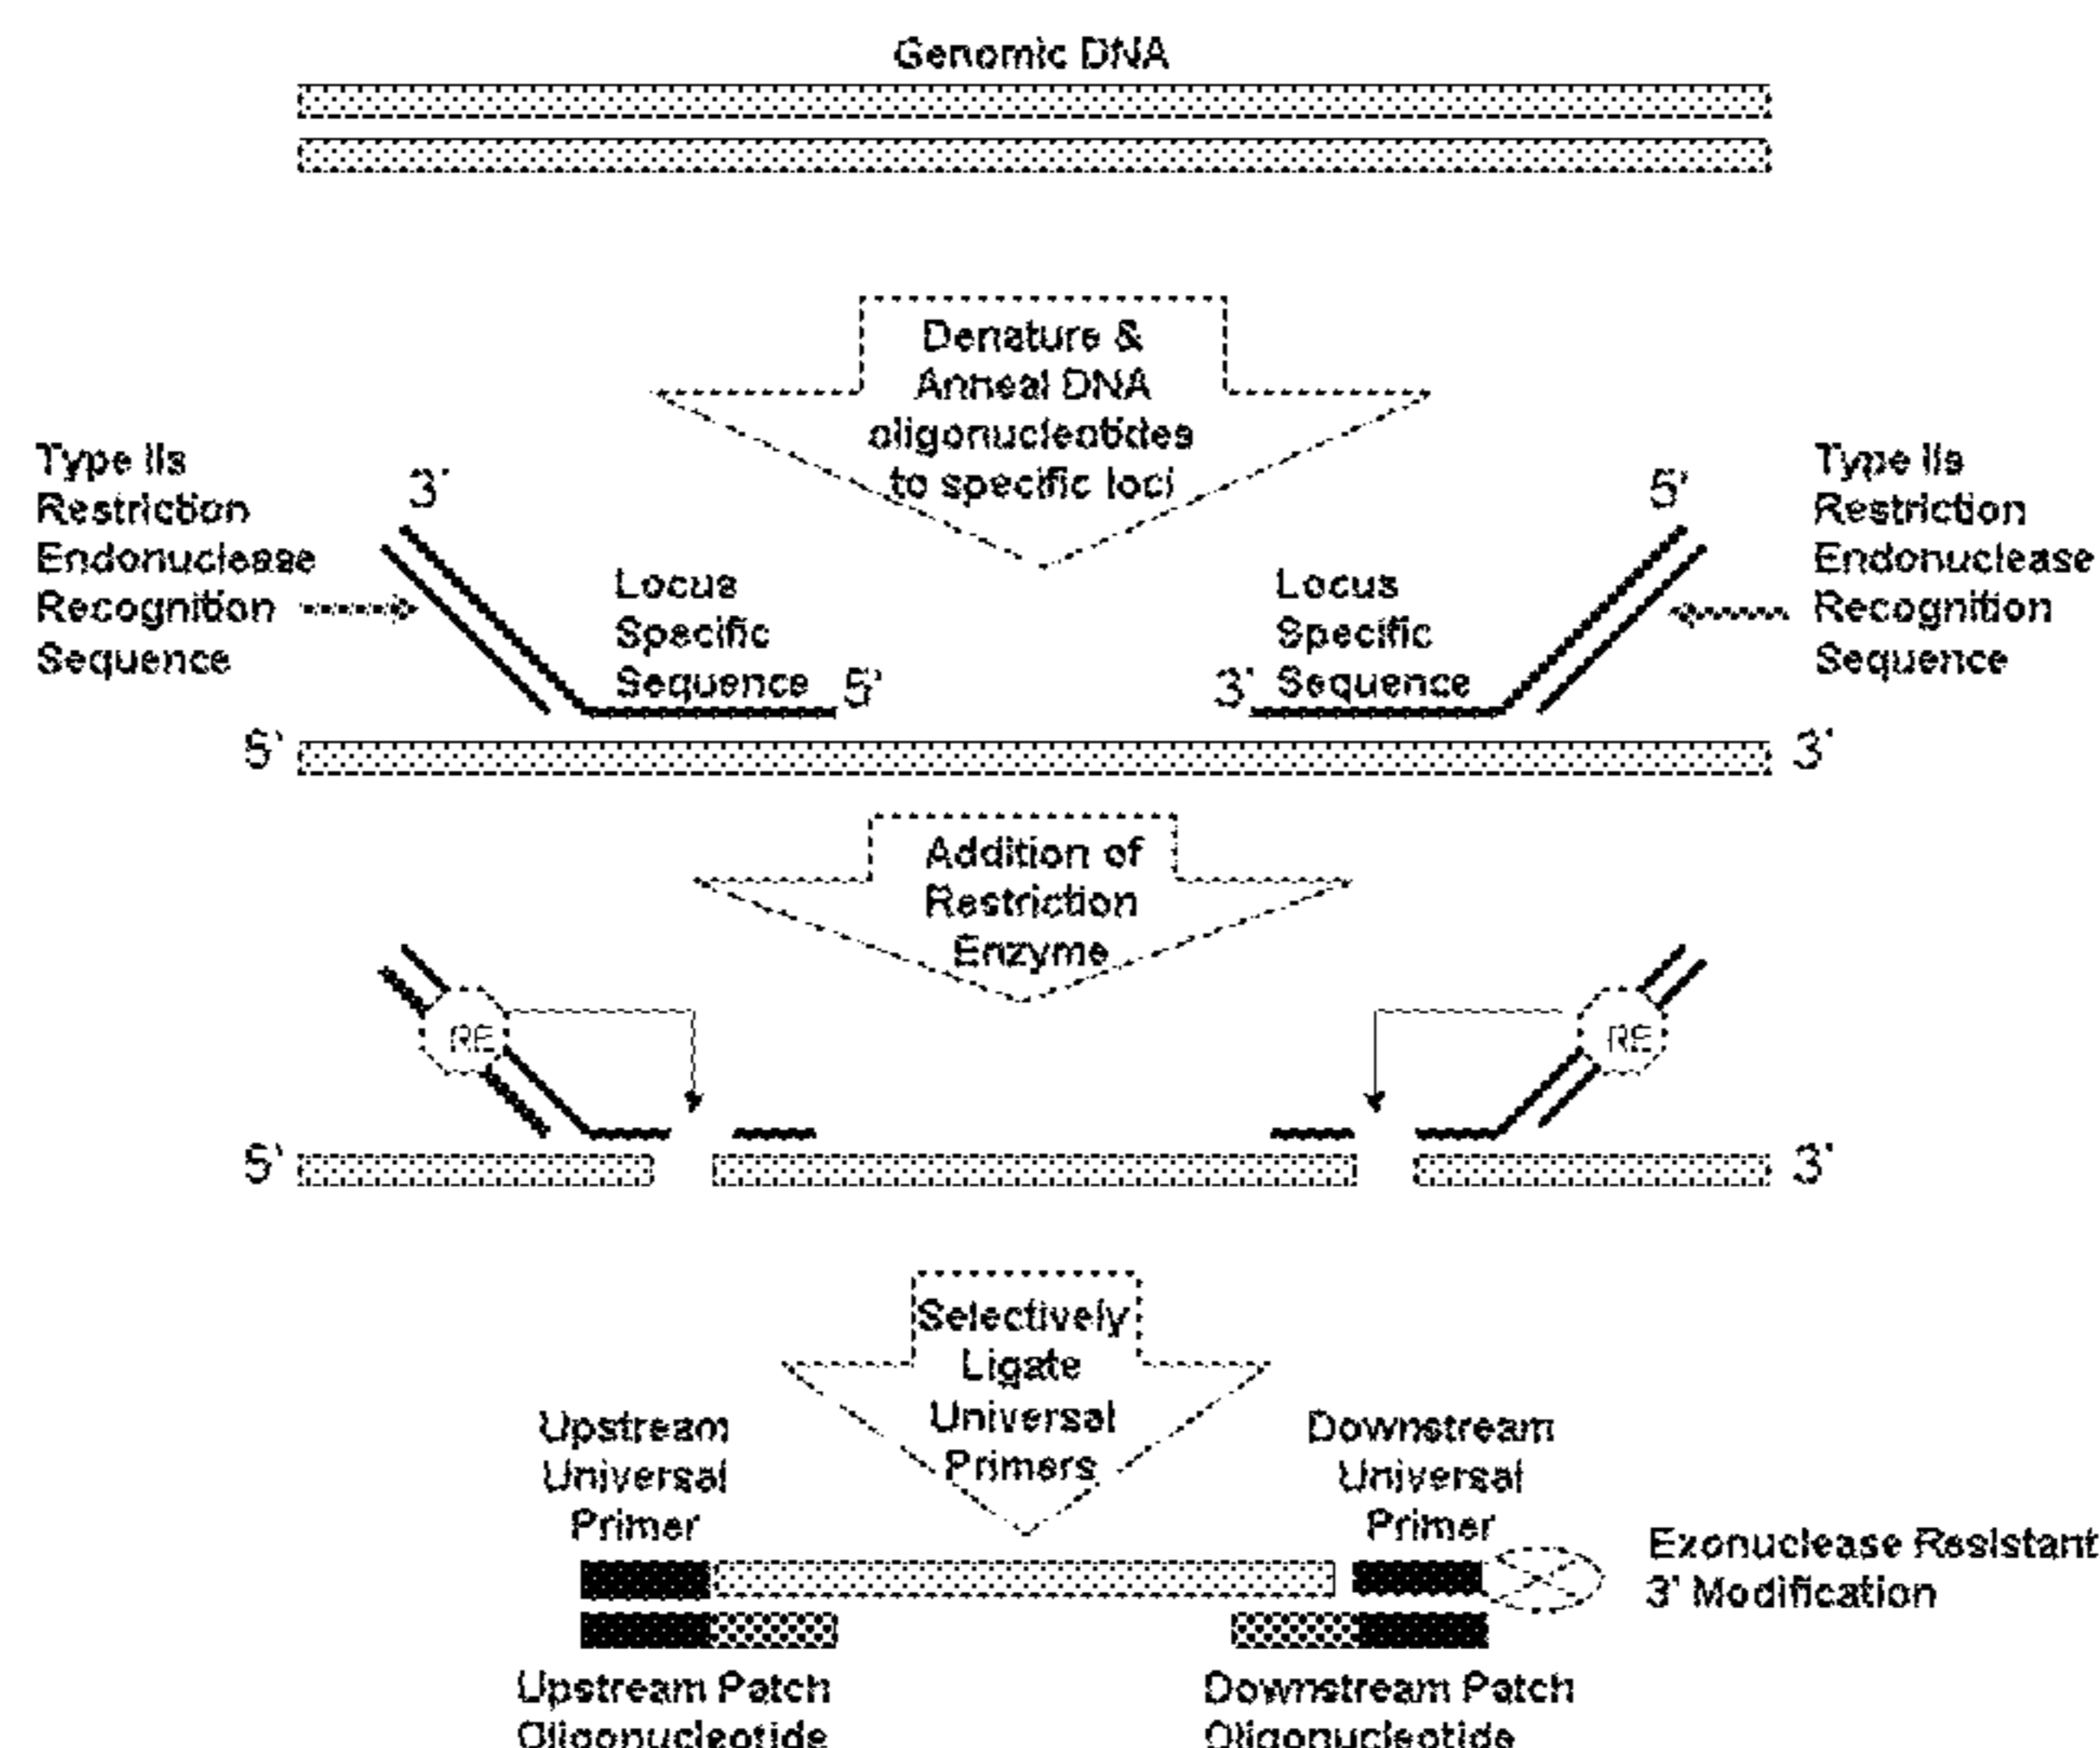 Genomic DNA
Denature &
Anneal DNA
oligonucleotides
to specific loci
Type IIs
Restriction
Endonuclease
Recognition
Sequence
3'
Locus
Specific
Sequence
5'
Locus
Specific
Sequence
3'
5'
Type IIs
Restriction
Endonuclease
Recognition
Sequence
5'
3'
Addition of
Restriction
Enzyme
RE
RE
5'
3'
Selectively
Ligate
Universal
Primers
Upstream
Universal
Primer
Downstream
Universal
Primer
Exonuclease Resistant
3' Modification
Upstream Patch
Oligonucleotide
Downstream Patch
Oligonucleotide